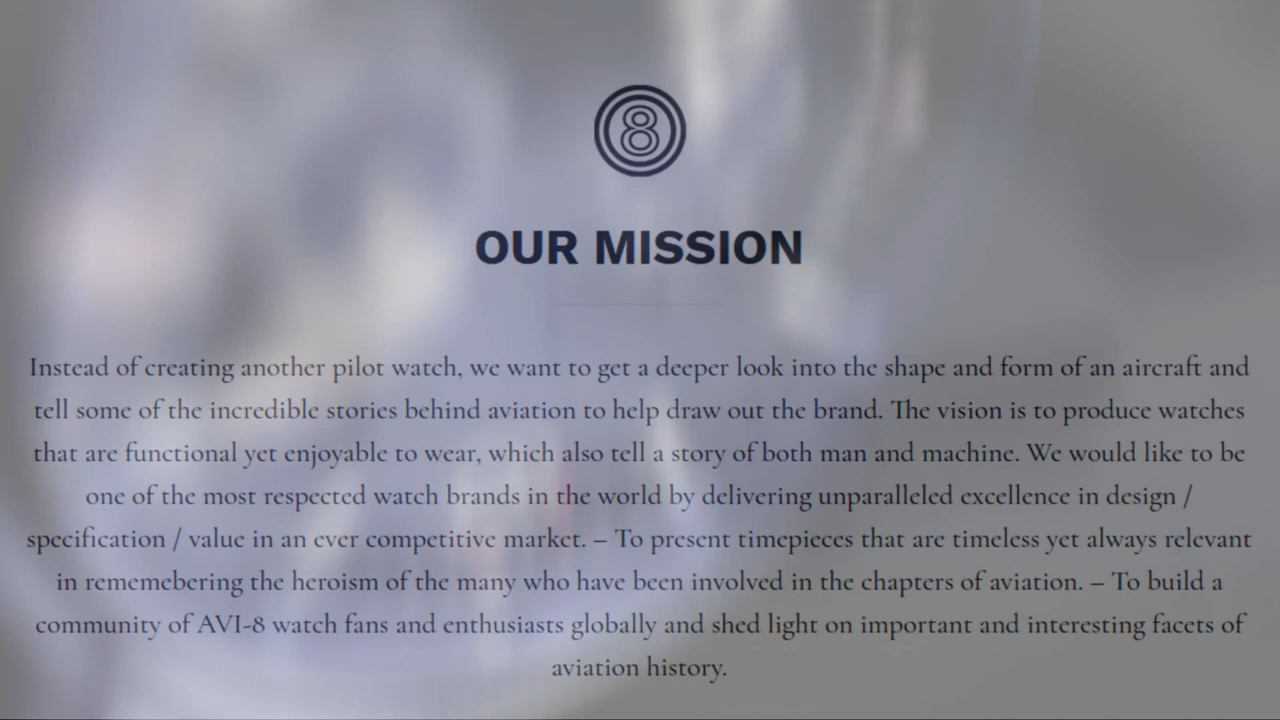 8
OUR MISSION
Instead of creating another pilot watch, we want to get a deeper look into the shape and form of an aircraft and
tell some of the incredible stories behind aviation to help draw out the brand. The vision is to produce watches
that are functional yet enjoyable to wear, which also tell a story of both man and machine. We would like to be
one of the most respected watch brands in the world by delivering unparalleled excellence in design /
specification / value in an ever competitive market. – To present timepieces that are timeless yet always relevant
in rememebering the heroism of the many who have been involved in the chapters of aviation. – To build a
community of AVI-8 watch fans and enthusiasts globally and shed light on important and interesting facets of
aviation history.